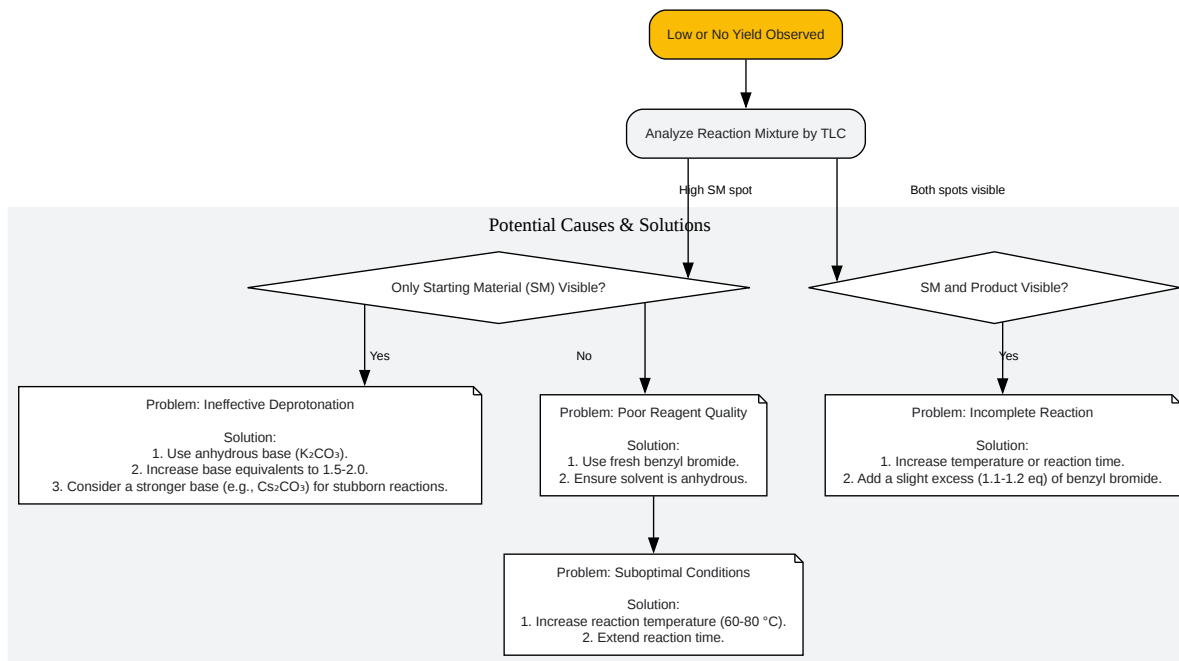 Low or No Yield Observed
Analyze Reaction Mixture by TLC
High SM spot
Both spots visible
Potential Causes & Solutions
Only Starting Material (SM) Visible?
SM and Product Visible?
Yes
No
Yes
Problem: Ineffective Deprotonation
Solution:
1. Use anhydrous base (K₂CO₃).
2. Increase base equivalents to 1.5-2.0.
3. Consider a stronger base (e.g., Cs₂CO₃) for stubborn reactions.
Problem: Poor Reagent Quality
Solution:
1. Use fresh benzyl bromide.
2. Ensure solvent is anhydrous.
Problem: Incomplete Reaction
Solution:
1. Increase temperature or reaction time.
2. Add a slight excess (1.1-1.2 eq) of benzyl bromide.
Problem: Suboptimal Conditions
Solution:
1. Increase reaction temperature (60-80 °C).
2. Extend reaction time.